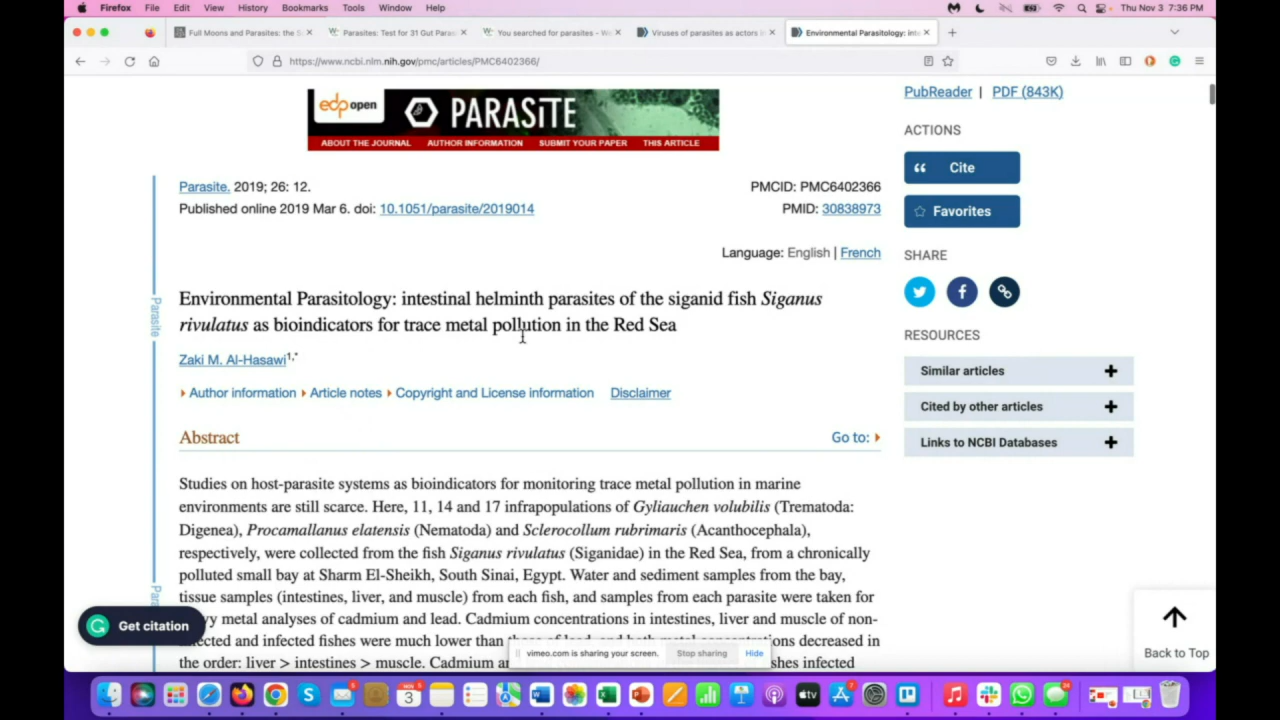 Firefox File Edit View History Bookmarks Tools Window Help
Thu Nov 3 7:36 PM
Full Moons and Parasites: the S
Parasites: Test for 31 Gut Paras
You searched for parasites - We
Viruses of parasites as actors in
Environmental Parasitology: inte
https://www.ncbi.nlm.nih.gov/pmc/articles/PMC6402366/
edp open PARASITE
ABOUT THE JOURNAL AUTHOR INFORMATION SUBMIT YOUR PAPER THIS ARTICLE
PubReader | PDF (843K)
ACTIONS
Cite
Favorites
SHARE
RESOURCES
Similar articles
Cited by other articles
Links to NCBI Databases
Parasite. 2019; 26: 12.
PMCID: PMC6402366
Published online 2019 Mar 6. doi: 10.1051/parasite/2019014
PMID: 30838973
Language: English | French
Parasite
Environmental Parasitology: intestinal helminth parasites of the siganid fish Siganus
rivulatus as bioindicators for trace metal pollution in the Red Sea
Zaki M. Al-Hasawi1,*
Author information Article notes Copyright and License information Disclaimer
Abstract
Go to:
Studies on host-parasite systems as bioindicators for monitoring trace metal pollution in marine
environments are still scarce. Here, 11, 14 and 17 infrapopulations of Gyliauchen volubilis (Trematoda:
Digenea), Procamallanus elatensis (Nematoda) and Sclerocollum rubrimaris (Acanthocephala),
respectively, were collected from the fish Siganus rivulatus (Siganidae) in the Red Sea, from a chronically
polluted small bay at Sharm El-Sheikh, South Sinai, Egypt. Water and sediment samples from the bay,
tissue samples (intestines, liver, and muscle) from each fish, and samples from each parasite were taken for
vy metal analyses of cadmium and lead. Cadmium concentrations in intestines, liver and muscle of non-
ected and infected fishes were much lower than those of lead, and both metal concentrations decreased in
the order: liver > intestines > muscle. Cadmium an
shes infected
Get citation
vimeo.com is sharing your screen. Stop sharing Hide
Back to Top
NOV
3
tv